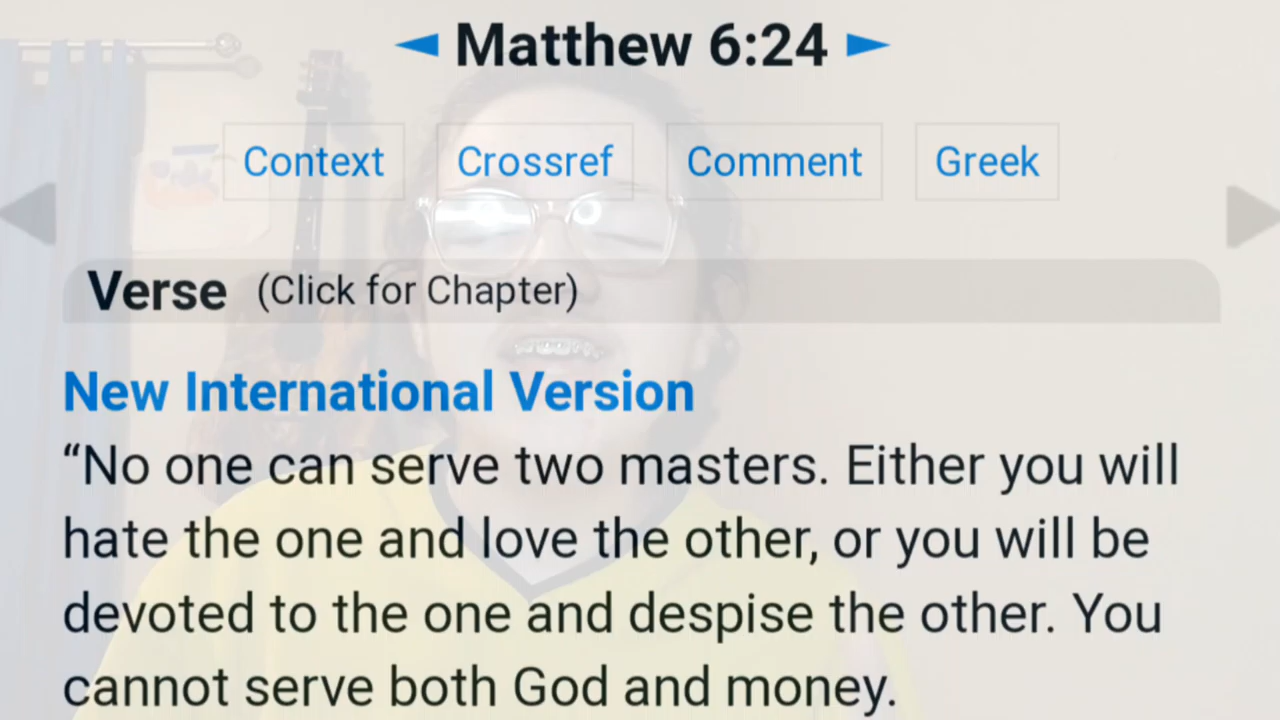 Matthew 6:24
Context Crossref Comment Greek
Verse (Click for Chapter)
New International Version
“No one can serve two masters. Either you will
hate the one and love the other, or you will be
devoted to the one and despise the other. You
cannot serve both God and money.